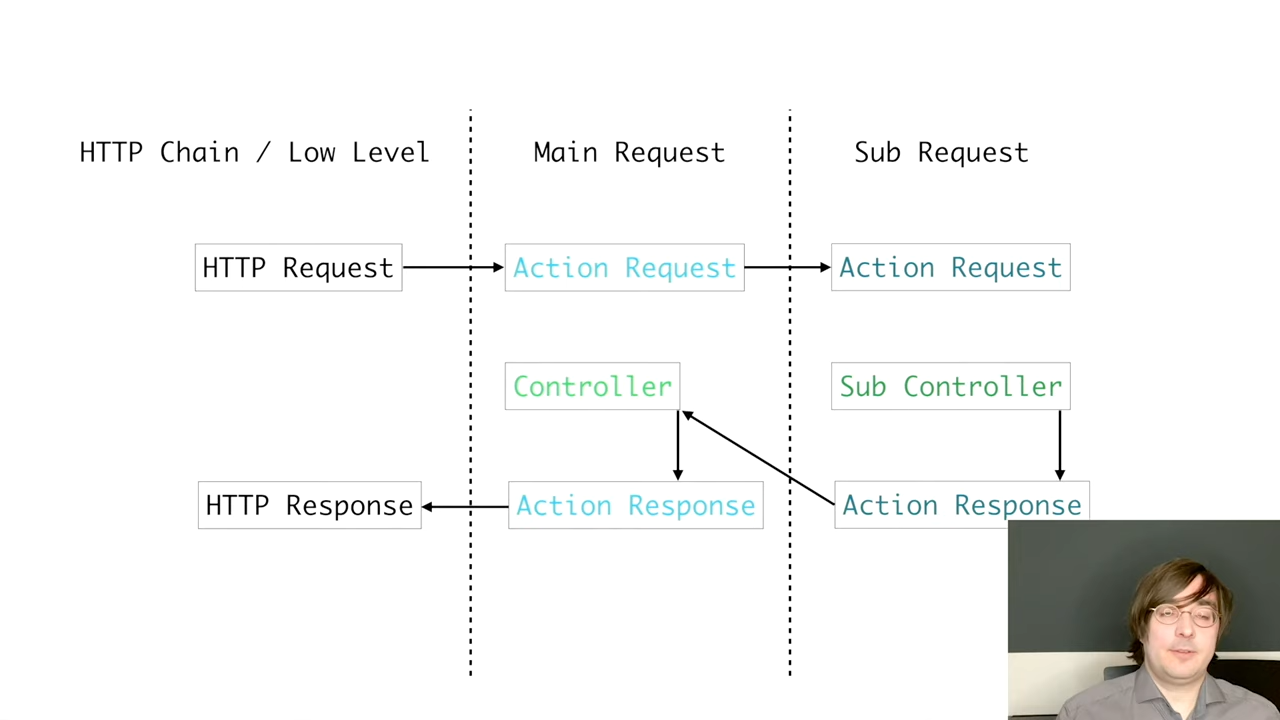 HTTP Chain / Low Level
Main Request
Sub Request
HTTP Request
Action Request
Action Request
Controller
Sub Controller
HTTP Response
Action Response
Action Response